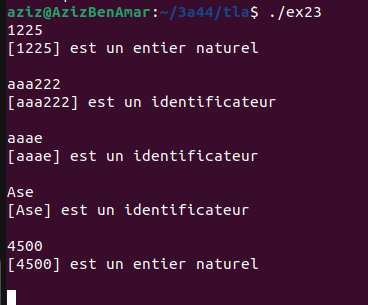 aziz@AzizBenAmar:~/3a44/tla$ ./ex23
1225
[1225] est un entier naturel
aaa222
[aaa222] est un identificateur
aaae
[aaae] est un identificateur
Ase
[Ase] est un identificateur
4500
[4500] est un entier naturel